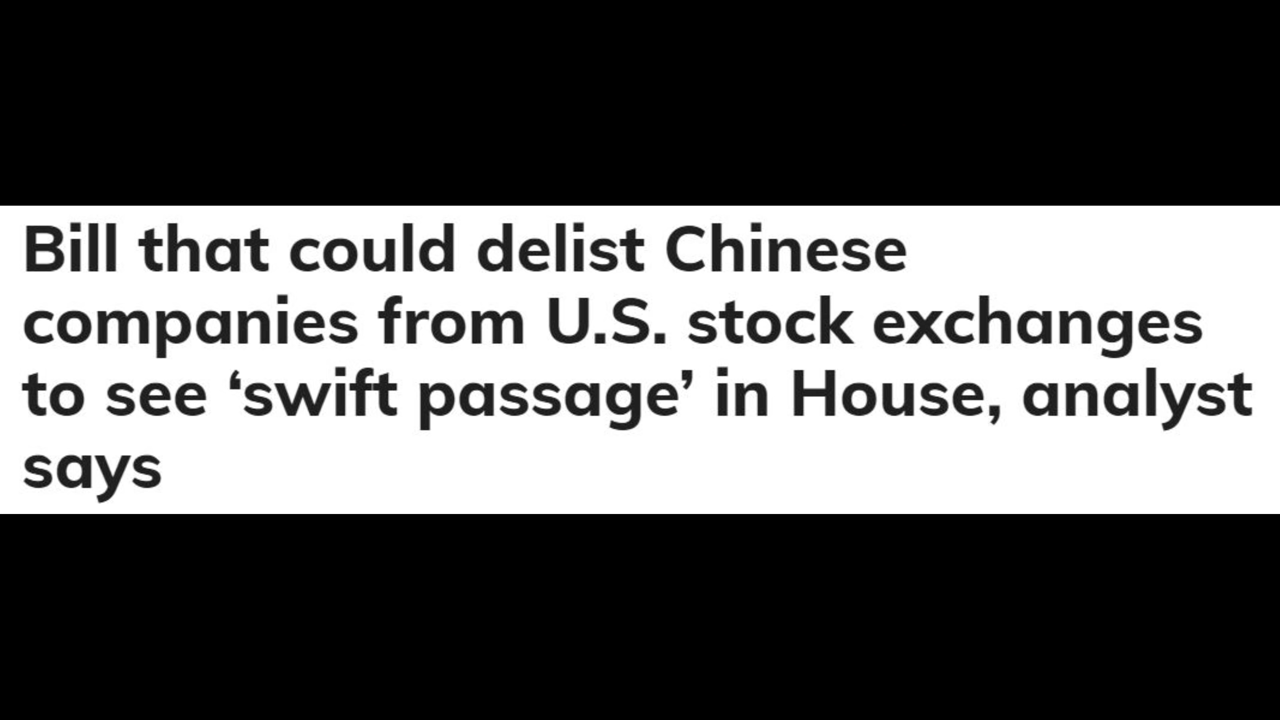 Bill that could delist Chinese
companies from U.S. stock exchanges
to see ‘swift passage’ in House, analyst
says